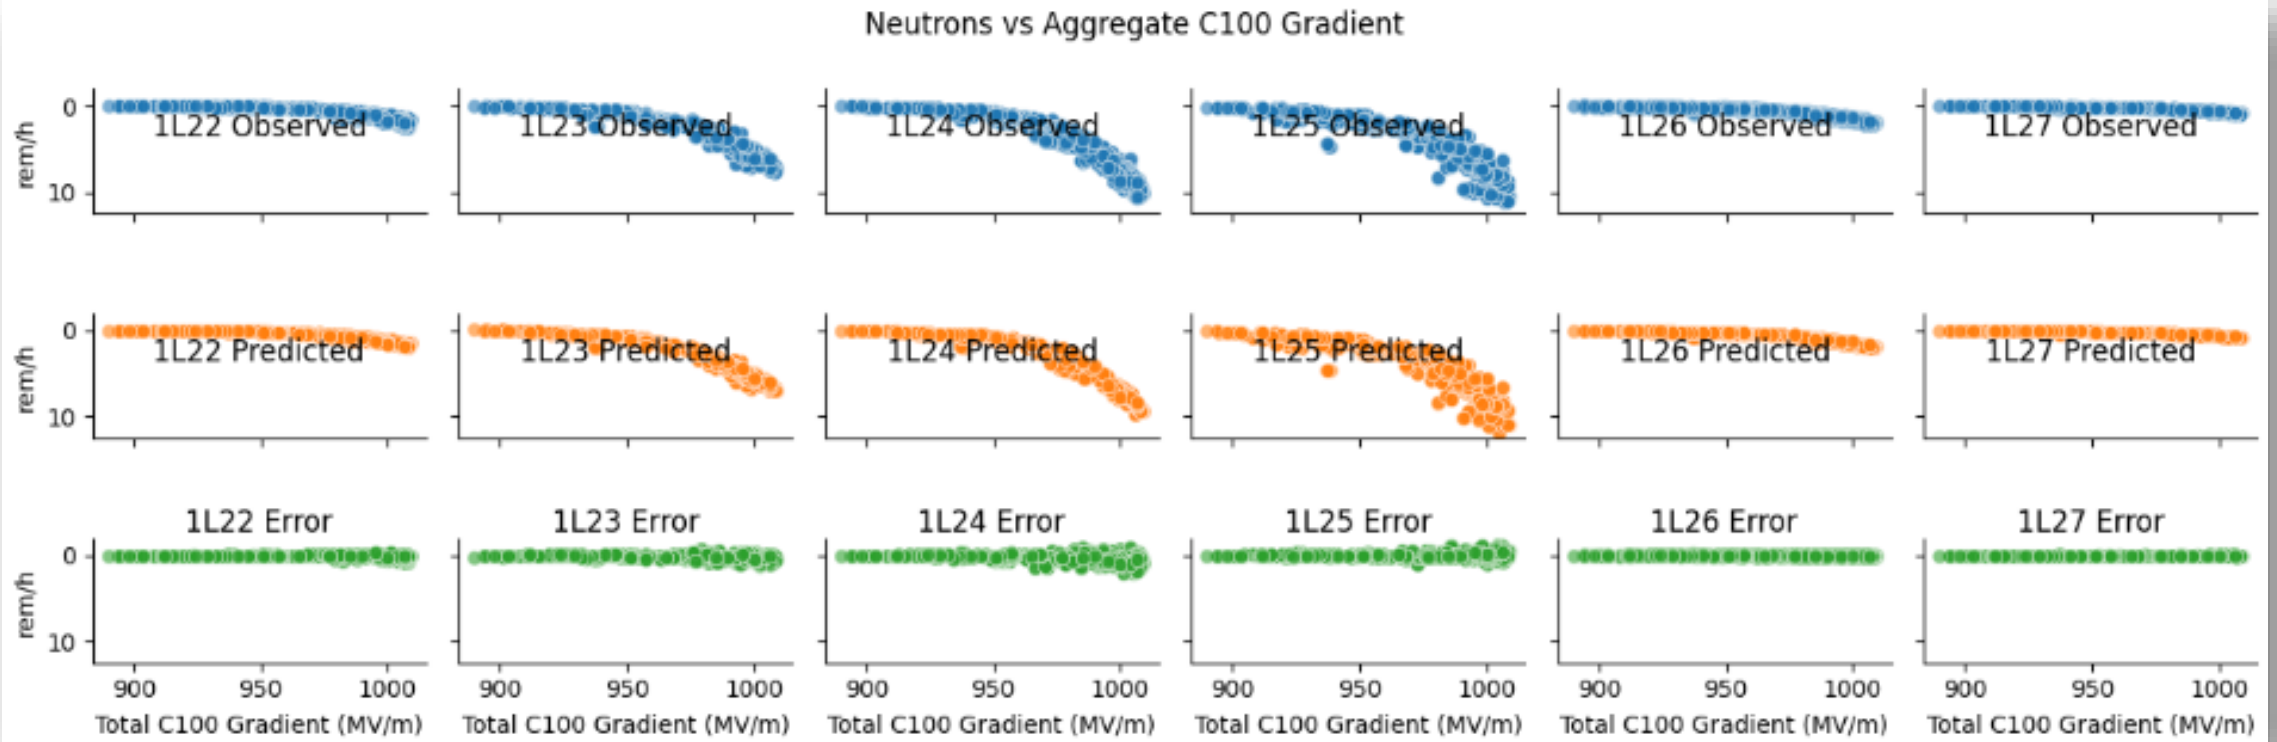 Neutrons vs Aggregate C100 Gradient
rem/h
0
10
1L22 Observed
1L23 Observed
1L24 Observed
1L25 Observed
1L26 Observed
1L27 Observed
rem/h
0
10
1L22 Predicted
1L23 Predicted
1L24 Predicted
1L25 Predicted
1L26 Predicted
1L27 Predicted
1L22 Error
1L23 Error
1L24 Error
1L25 Error
1L26 Error
1L27 Error
rem/h
0
10
900 950 1000
900 950 1000
900 950 1000
900 950 1000
900 950 1000
900 950 1000
Total C100 Gradient (MV/m)
Total C100 Gradient (MV/m)
Total C100 Gradient (MV/m)
Total C100 Gradient (MV/m)
Total C100 Gradient (MV/m)
Total C100 Gradient (MV/m)